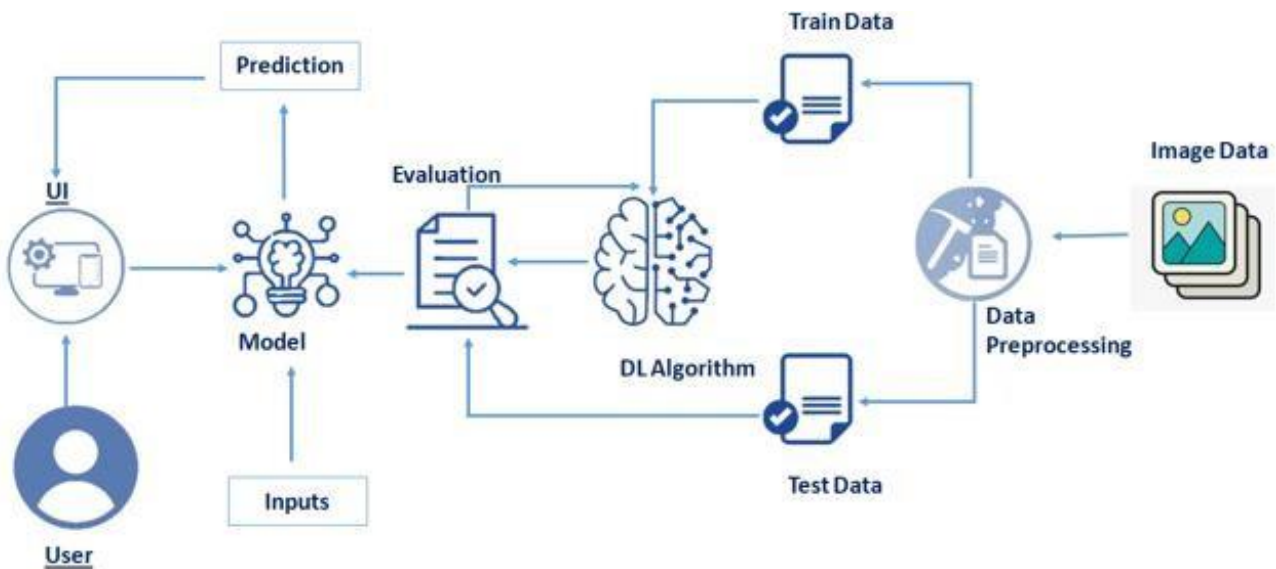 Train Data
Prediction
Image Data
Evaluation
UI
Model
Data
Preprocessing
DL Algorithm
Inputs
Test Data
User